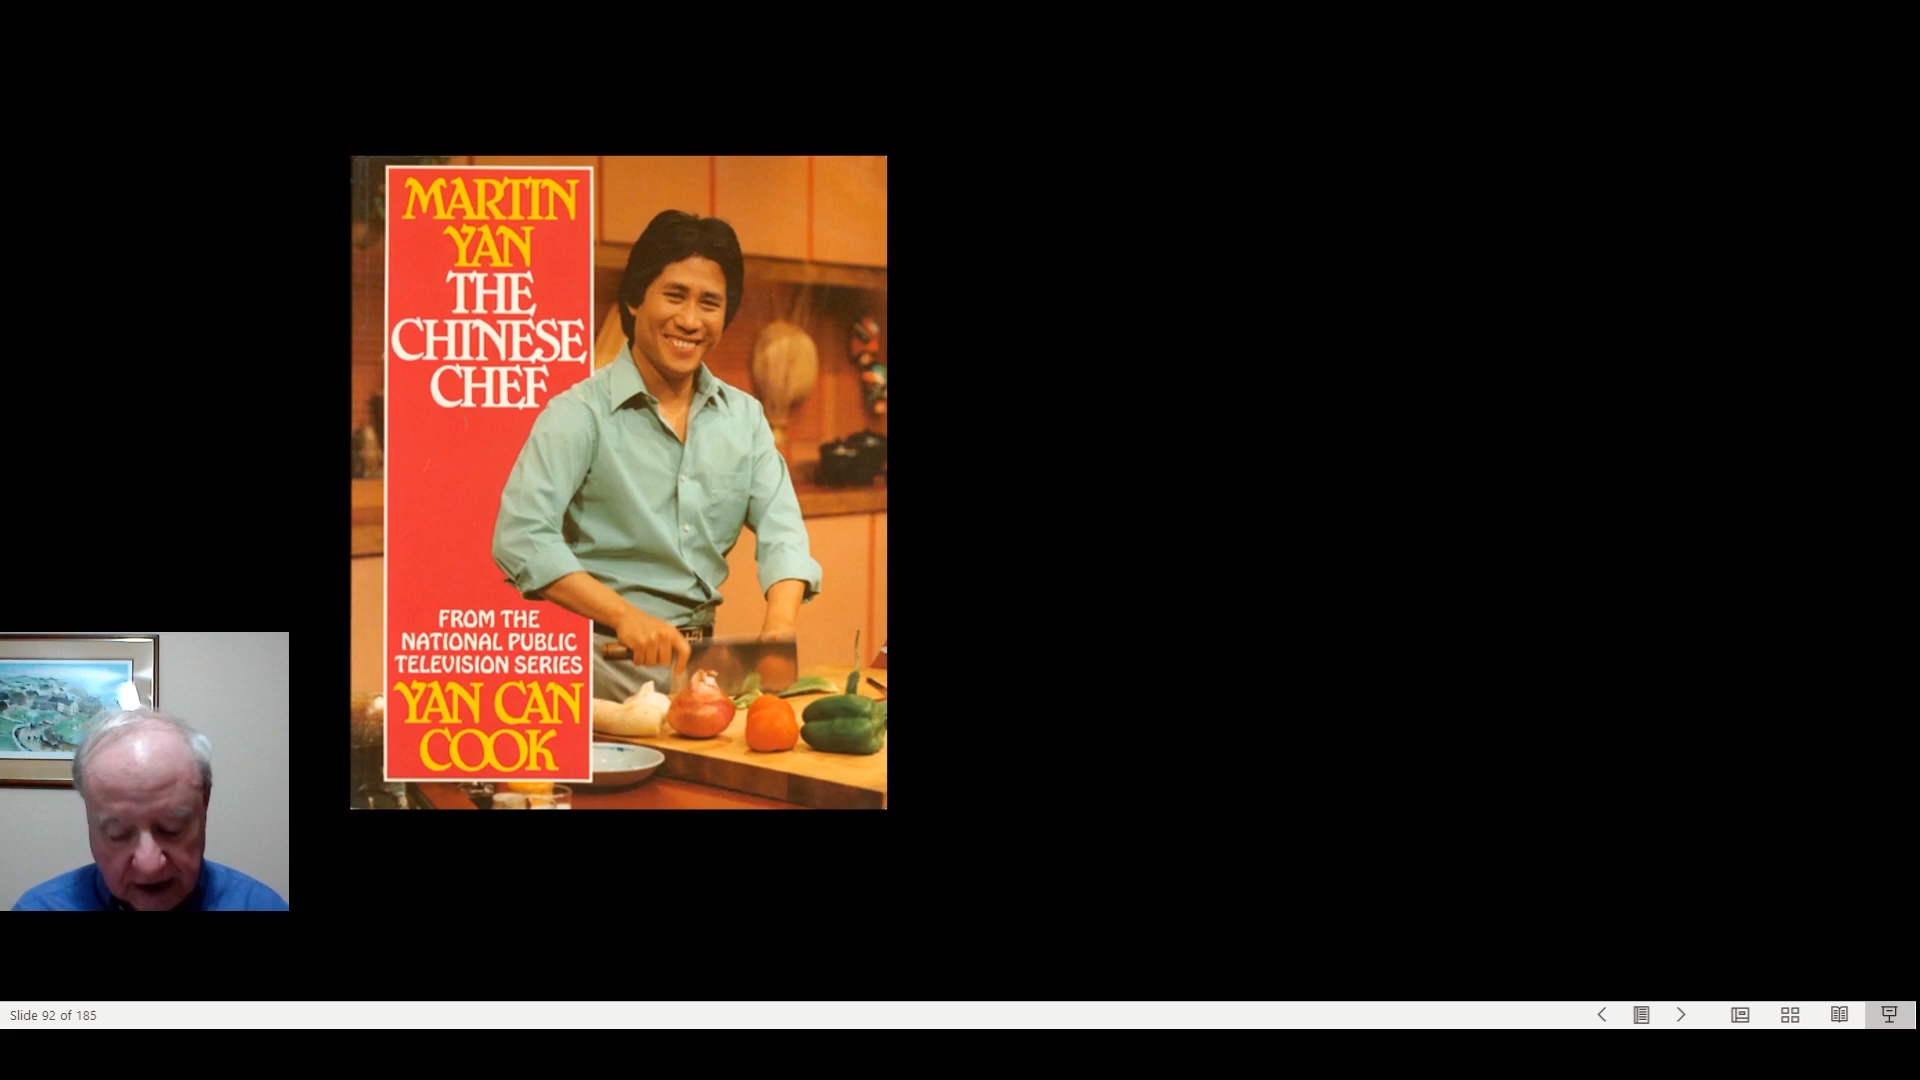 MARTIN
YAN
THE
CHINESE
CHEF
FROM THE
NATIONAL PUBLIC
TELEVISION SERIES
YAN CAN
COOK
Slide 92 of 185